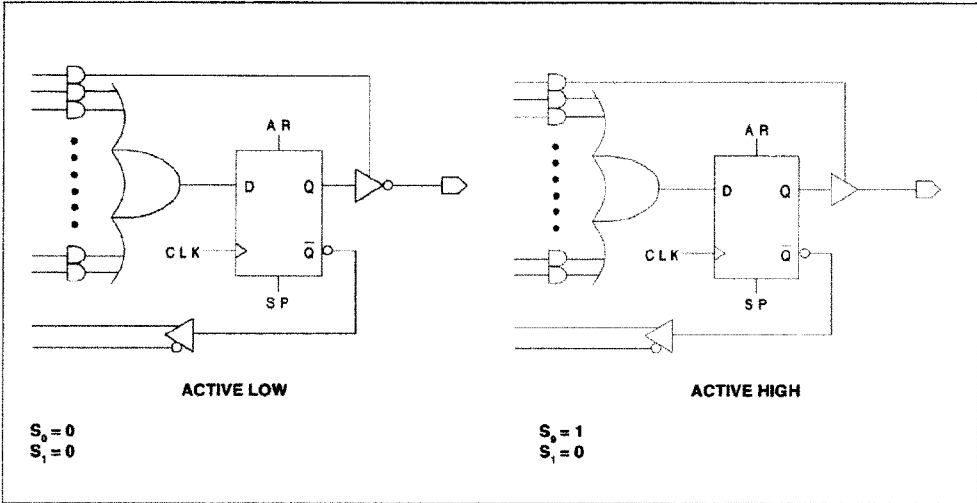 AR
D Q
CLK Q̅
SP
ACTIVE LOW
S₀ = 0
S₁ = 0
AR
D Q
CLK Q̅
SP
ACTIVE HIGH
S₀ = 1
S₁ = 0